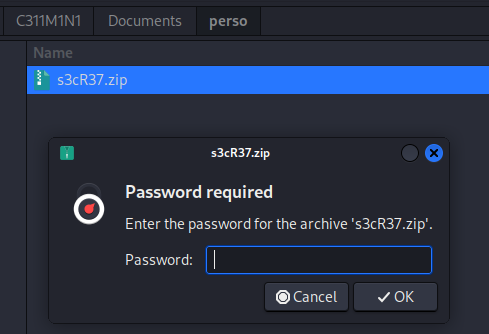 C311M1N1 Documents perso
Name
s3cR37.zip
s3cR37.zip
Password required
Enter the password for the archive 's3cR37.zip'.
Password:
Cancel OK